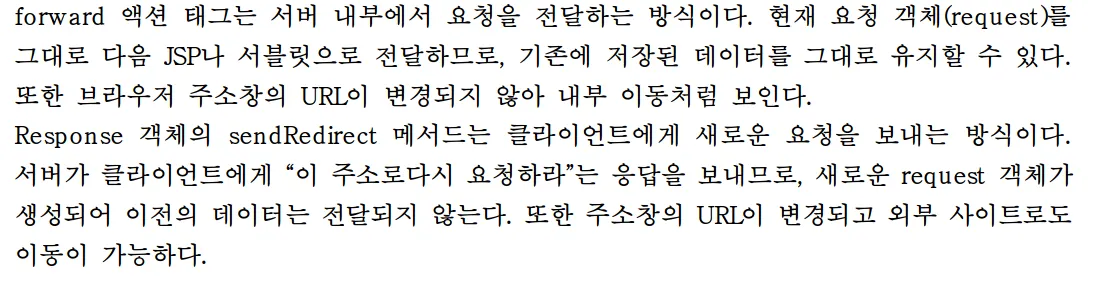 forward 액션 태그는 서버 내부에서 요청을 전달하는 방식이다. 현재 요청 객체(request)를
그대로 다음 JSP나 서블릿으로 전달하므로, 기존에 저장된 데이터를 그대로 유지할 수 있다.
또한 브라우저 주소창의 URL이 변경되지 않아 내부 이동처럼 보인다.
Response 객체의 sendRedirect 메서드는 클라이언트에게 새로운 요청을 보내는 방식이다.
서버가 클라이언트에게 “이 주소로다시 요청하라”는 응답을 보내므로, 새로운 request 객체가
생성되어 이전의 데이터는 전달되지 않는다. 또한 주소창의 URL이 변경되고 외부 사이트로도
이동이 가능하다.